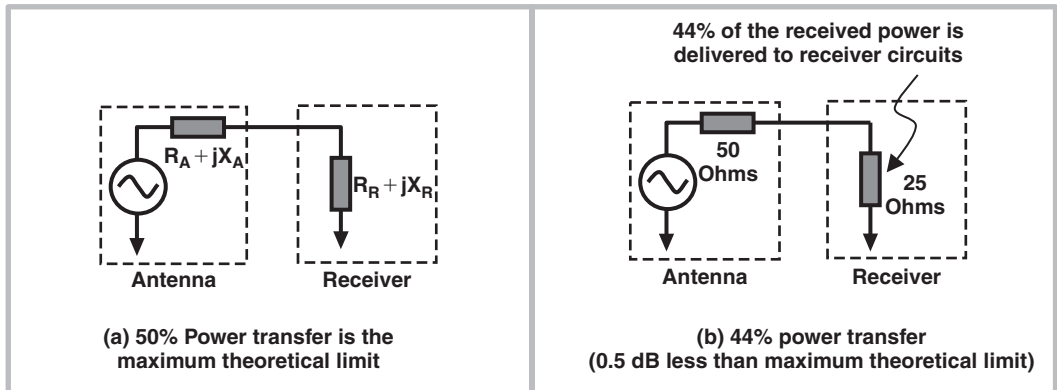 R_A + jX_A
R_R + jX_R
Antenna
Receiver
(a) 50% Power transfer is the
maximum theoretical limit
44% of the received power is
delivered to receiver circuits
50
Ohms
25
Ohms
Antenna
Receiver
(b) 44% power transfer
(0.5 dB less than maximum theoretical limit)